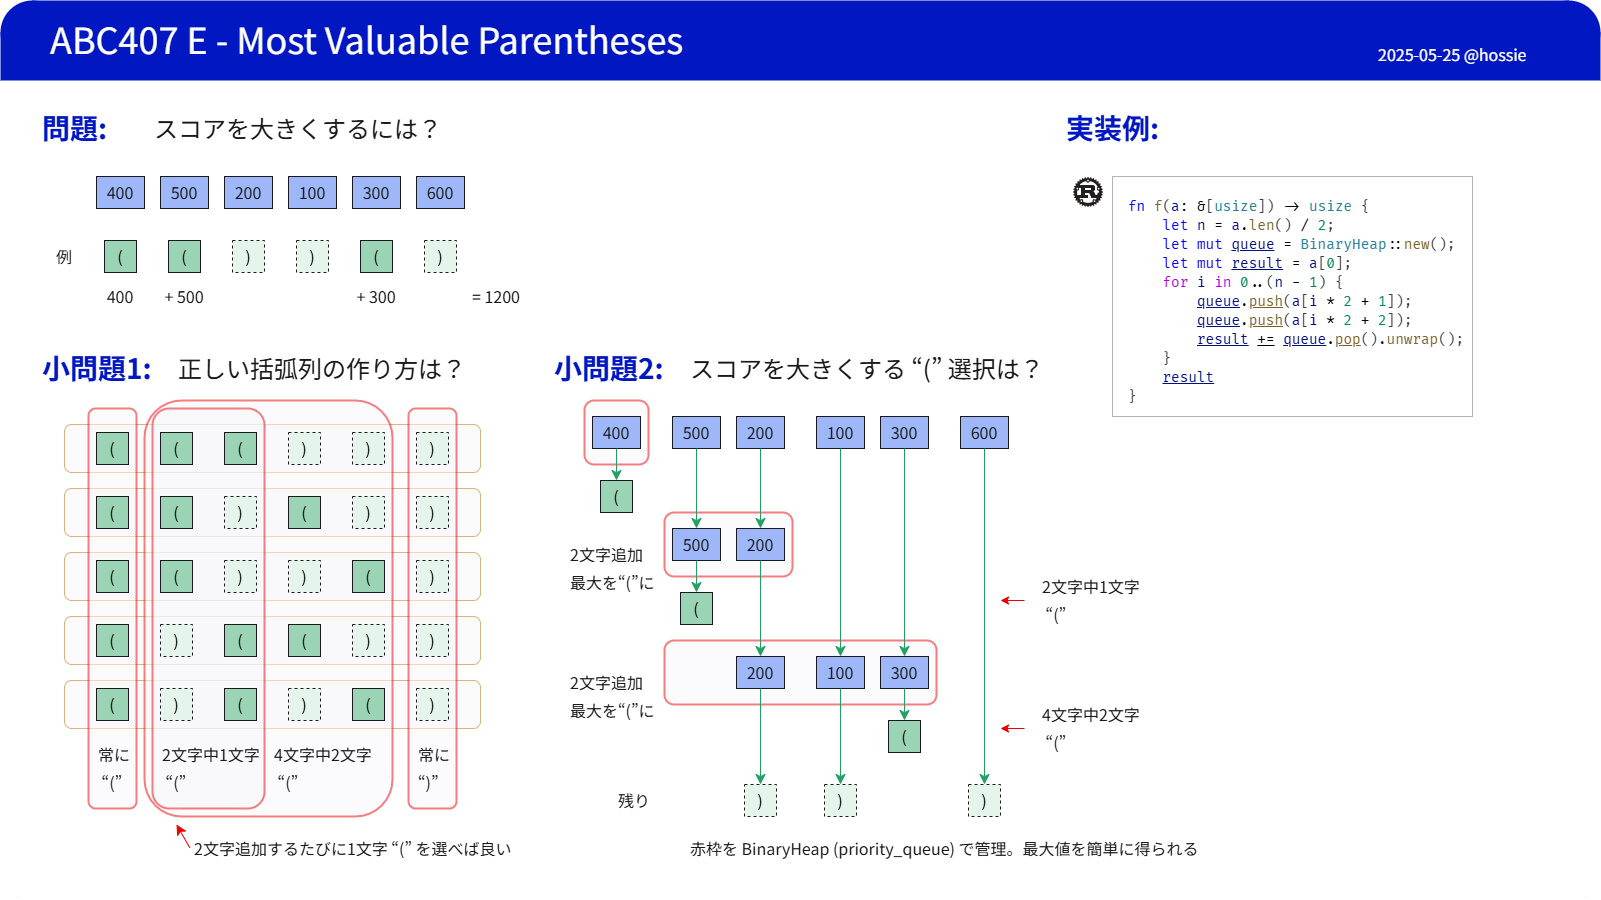 ABC407 E - Most Valuable Parentheses
2025-05-25 @hossie
問題: スコアを大きくするには？
400 500 200 100 300 600
例 ( ( ) ) ( )
400 + 500 + 300 = 1200
小問題1: 正しい括弧列の作り方は？
( ( ( ) ) )
( ( ) ( ) )
( ( ) ) ( )
( ) ( ( ) )
( ) ( ) ( )
常に 2文字中1文字 4文字中2文字 常に
“(” “(” “(” “)”
2文字追加するたびに1文字 “(” を選べば良い
小問題2: スコアを大きくする “(” 選択は？
400 500 200 100 300 600
(
500 200
2文字追加
最大を“(”に
(
2文字中1文字
“(”
200 100 300
2文字追加
最大を“(”に
(
4文字中2文字
“(”
残り ) ) )
赤枠を BinaryHeap (priority_queue) で管理。最大値を簡単に得られる
実装例:
R
fn f(a: &[usize]) -> usize {
    let n = a.len() / 2;
    let mut queue = BinaryHeap::new();
    let mut result = a[0];
    for i in 0..(n - 1) {
        queue.push(a[i * 2 + 1]);
        queue.push(a[i * 2 + 2]);
        result += queue.pop().unwrap();
    }
    result
}